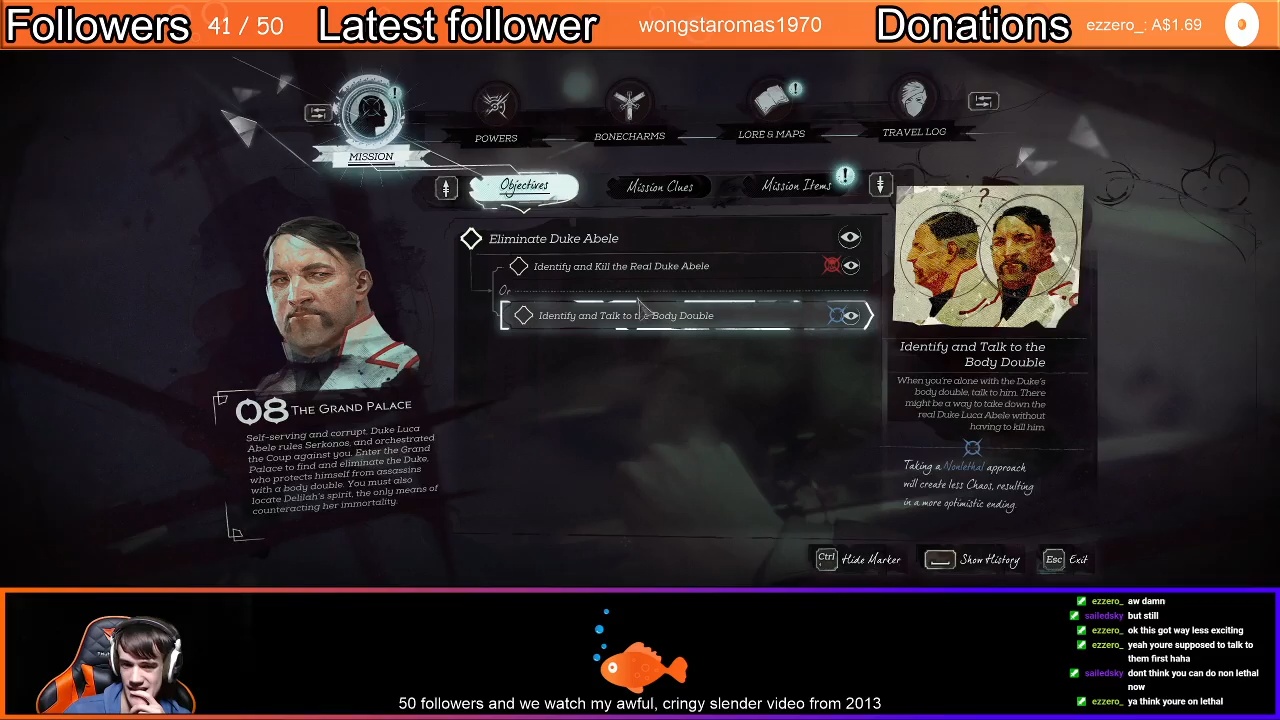 Followers 41 / 50 Latest follower wongstaromas1970 Donations ezzero_: A$1.69
MISSION
POWERS
BONECHARMS
LORE & MAPS
TRAVEL LOG
Objectives
Mission Clues
Mission Items
Eliminate Duke Abele
Identify and Kill the Real Duke Abele
Or
Identify and Talk to the Body Double
08 THE GRAND PALACE
Self-serving and corrupt, Duke Luca
Abele rules Serkonos, and orchestrated
the Coup against you. Enter the Grand
Palace to find and eliminate the Duke,
who protects himself from assassins
with a body double. You must also
locate Delilah's spirit, the only means of
counteracting her immortality.
Identify and Talk to the
Body Double
When you're alone with the Duke's
body double, talk to him. There
might be a way to take down the
real Duke Luca Abele without
having to kill him.
Taking a Nonlethal approach
will create less Chaos, resulting
in a more optimistic ending.
Ctrl Hide Marker
Show History
Esc Exit
ezzero_ aw damn
sailedsky but still
ezzero_ ok this got way less exciting
ezzero_ yeah youre supposed to talk to
them first haha
sailedsky dont think you can do non lethal
now
ezzero_ ya think youre on lethal
50 followers and we watch my awful, cringy slender video from 2013